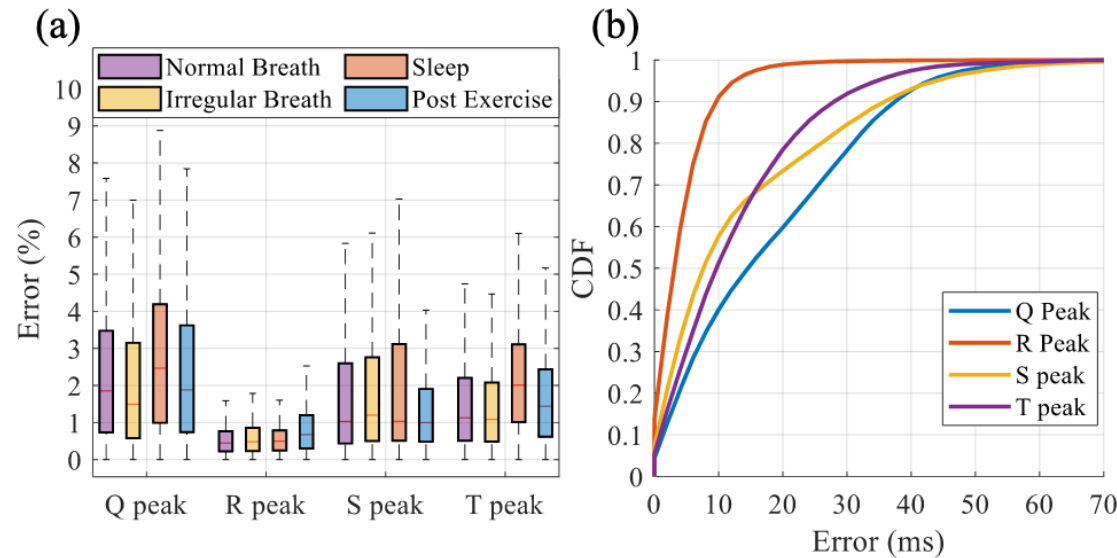 (a)
Normal Breath
Sleep
Irregular Breath
Post Exercise
10
9
8
7
6
5
4
3
2
1
0
Error (%)
Q peak R peak S peak T peak
(b)
1
0.9
0.8
0.7
0.6
0.5
0.4
0.3
0.2
0.1
0
CDF
Q Peak
R Peak
S peak
T peak
0 10 20 30 40 50 60 70
Error (ms)